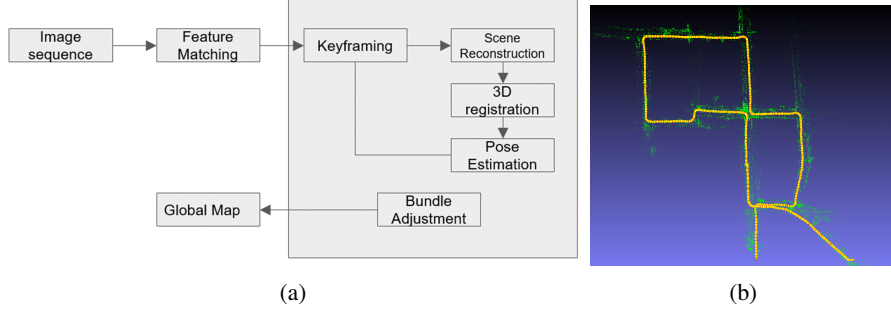 Image
sequence
Feature
Matching
Keyframing
Scene
Reconstruction
3D
registration
Pose
Estimation
Global Map
Bundle
Adjustment
(a)
(b)